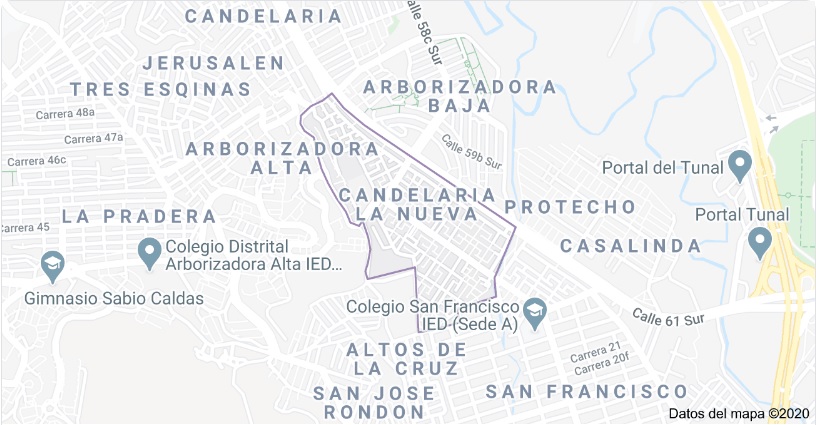 CANDELARIA
Calle 58c Sur
JERUSALEN
TRES ESQINAS
ARBORIZADORA
BAJA
Carrera 48a
Carrera 47a
Calle 59b Sur
Carrera 46c
ARBORIZADORA
ALTA
Portal del Tunal
CANDELARIA
LA NUEVA
PROTECHO
LA PRADERA
Portal Tunal
Carrera 45
CASALINDA
Colegio Distrital
Arborizadora Alta IED...
Gimnasio Sabio Caldas
Colegio San Francisco
IED (Sede A)
Calle 61 Sur
ALTOS DE
LA CRUZ
Carrera 21
Carrera 20f
SAN JOSE
RONDON
SAN FRANCISCO
Datos del mapa ©2020